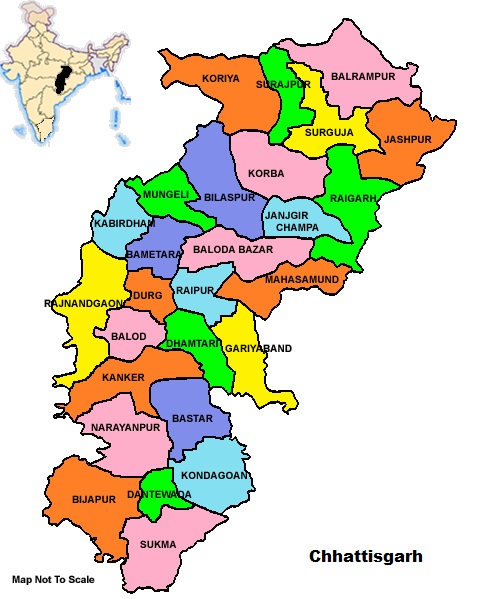 KORIYA
SURAJPUR
BALRAMPUR
SURGUJA
JASHPUR
KORBA
MUNGELI
BILASPUR
RAIGARH
JANJGIR
CHAMPA
KABIRDHAM
BAMETARA
BALODA BAZAR
RAJNANDGAON
DURG
RAIPUR
MAHASAMUND
BALOD
DHAMTARI
GARIYABAND
KANKER
BASTAR
NARAYANPUR
KONDAGOAN
BIJAPUR
DANTEWADA
SUKMA
Chhattisgarh
Map Not To Scale